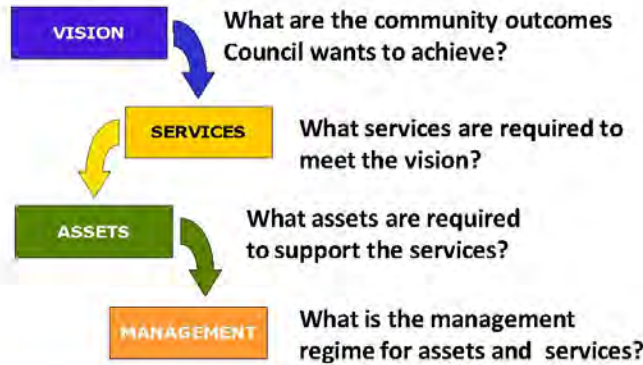 VISION
What are the community outcomes
Council wants to achieve?
SERVICES
What services are required to
meet the vision?
ASSETS
What assets are required
to support the services?
MANAGEMENT
What is the management
regime for assets and services?